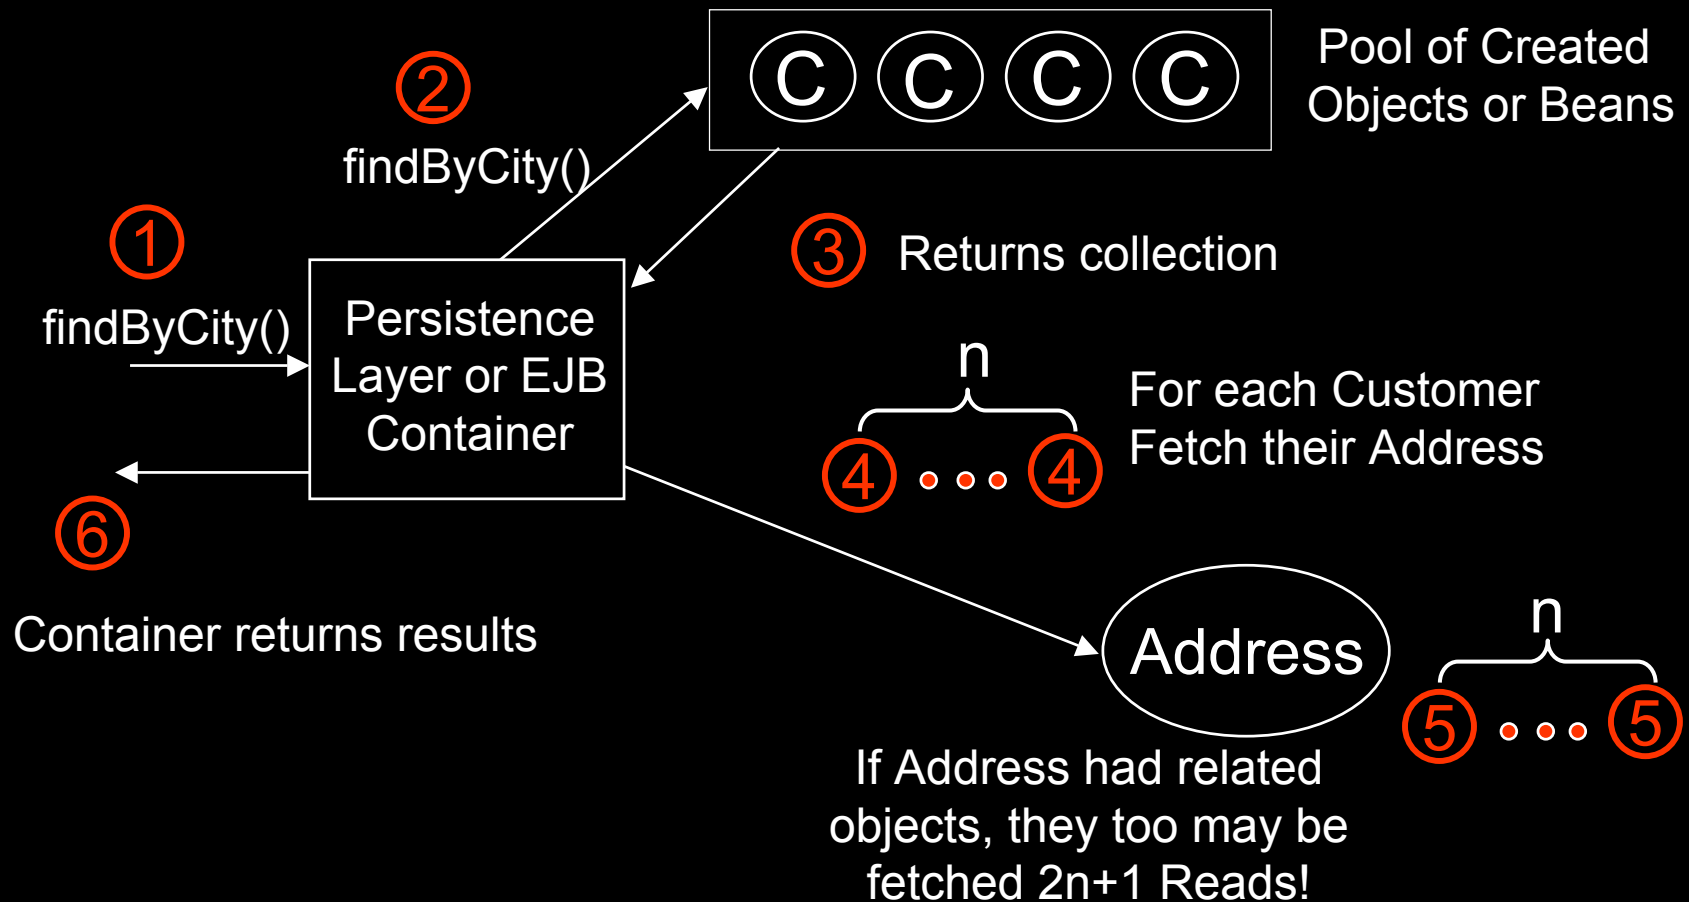 C C C C
Pool of Created
Objects or Beans
2
findByCity()
1
findByCity()
Persistence
Layer or EJB
Container
3 Returns collection
n
4 4
For each Customer
Fetch their Address
6
Container returns results
Address
n
5 5
If Address had related
objects, they too may be
fetched 2n+1 Reads!